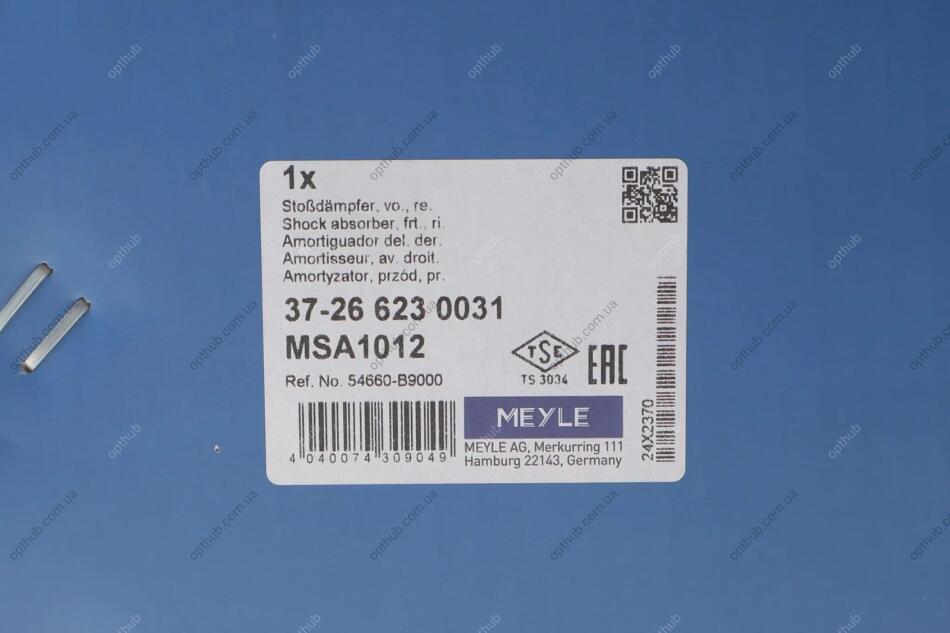 1x
Stoßdämpfer, vo., re.
Shock absorber, frt., ri.
Amortiguador del. der.
Amortisseur, av. droit.
Amortyzator, przód, pr.
37-26 623 0031
MSA1012
Ref. No. 54660-B9000
TSE
TS 3034
EAC
4 040074 309049
MEYLE
MEYLE AG, Merkurring 111
Hamburg 22143, Germany
24X2370
opthub
opthub.com.ua